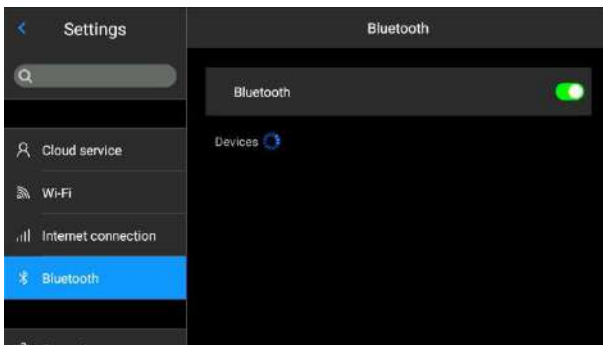 Settings
Bluetooth
Bluetooth
Devices
Cloud service
Wi-Fi
Internet connection
Bluetooth